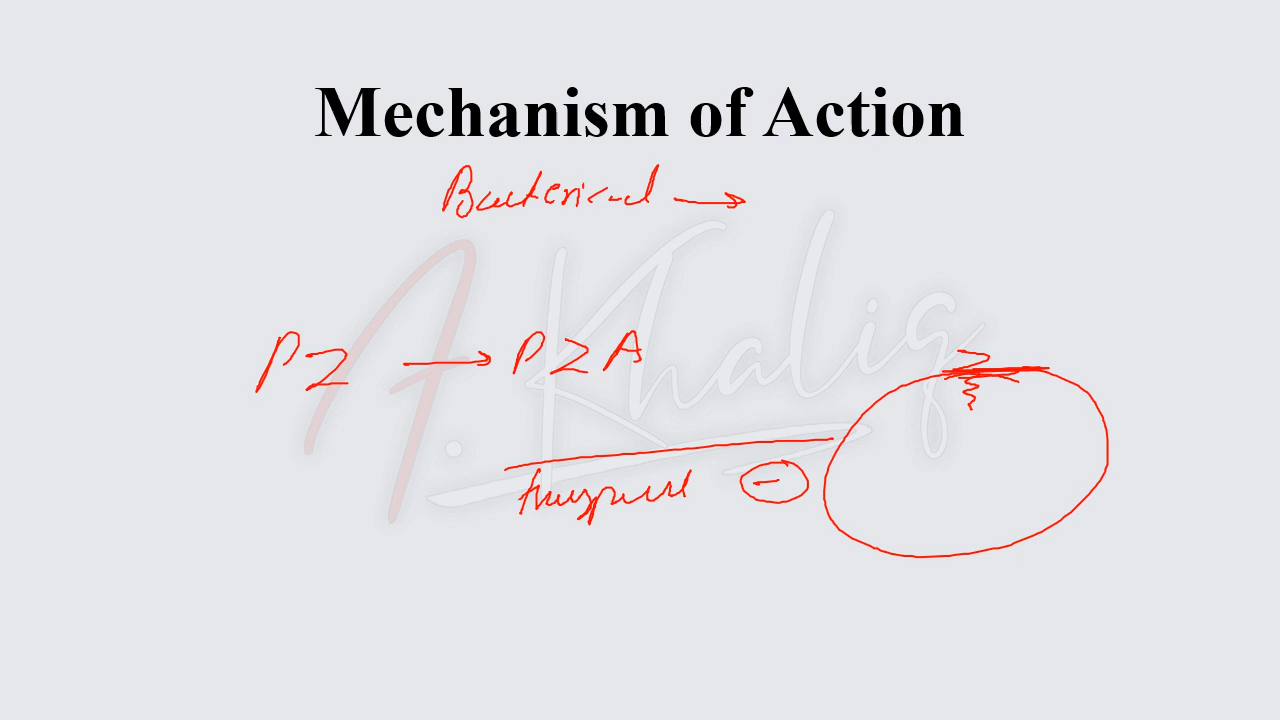 Mechanism of Action
Bactericidal →
PZ → PZA
A. Khaliq